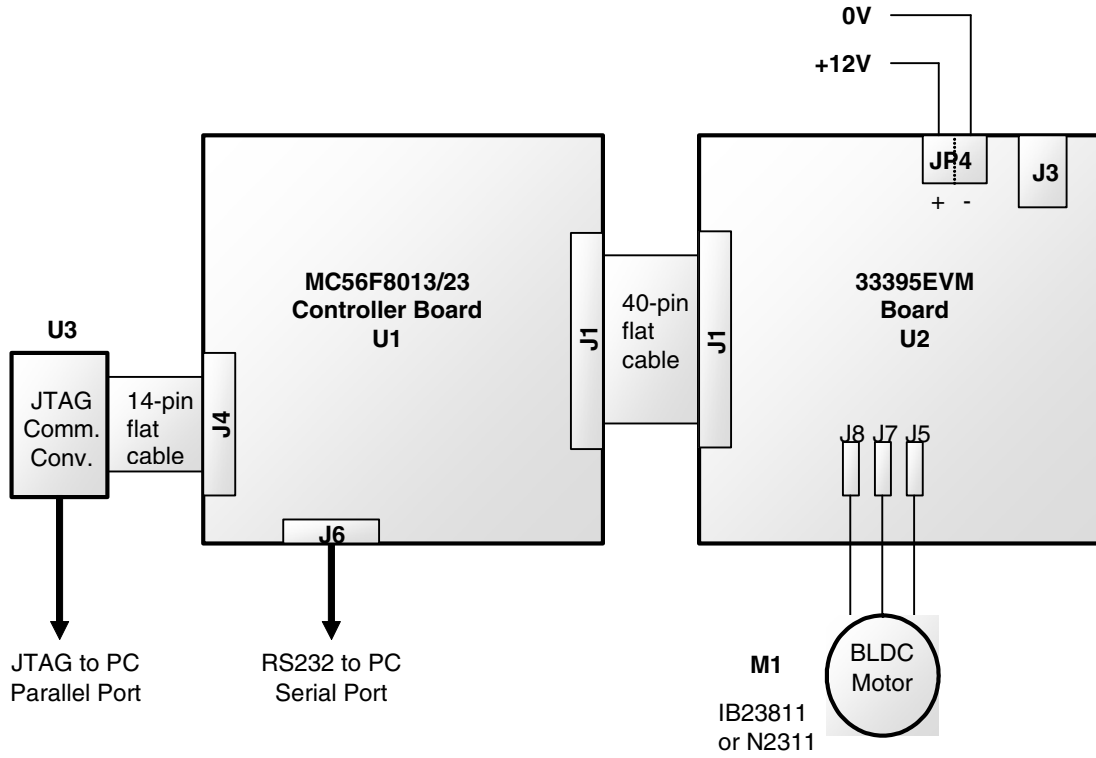 0V
+12V
JP4
J3
+ -
MC56F8013/23
Controller Board
U1
33395EVM
Board
U2
J1
40-pin
flat
cable
J1
U3
JTAG
Comm.
Conv.
14-pin
flat
cable
J4
J8 J7 J5
J6
JTAG to PC
Parallel Port
RS232 to PC
Serial Port
M1
BLDC
Motor
IB23811
or N2311